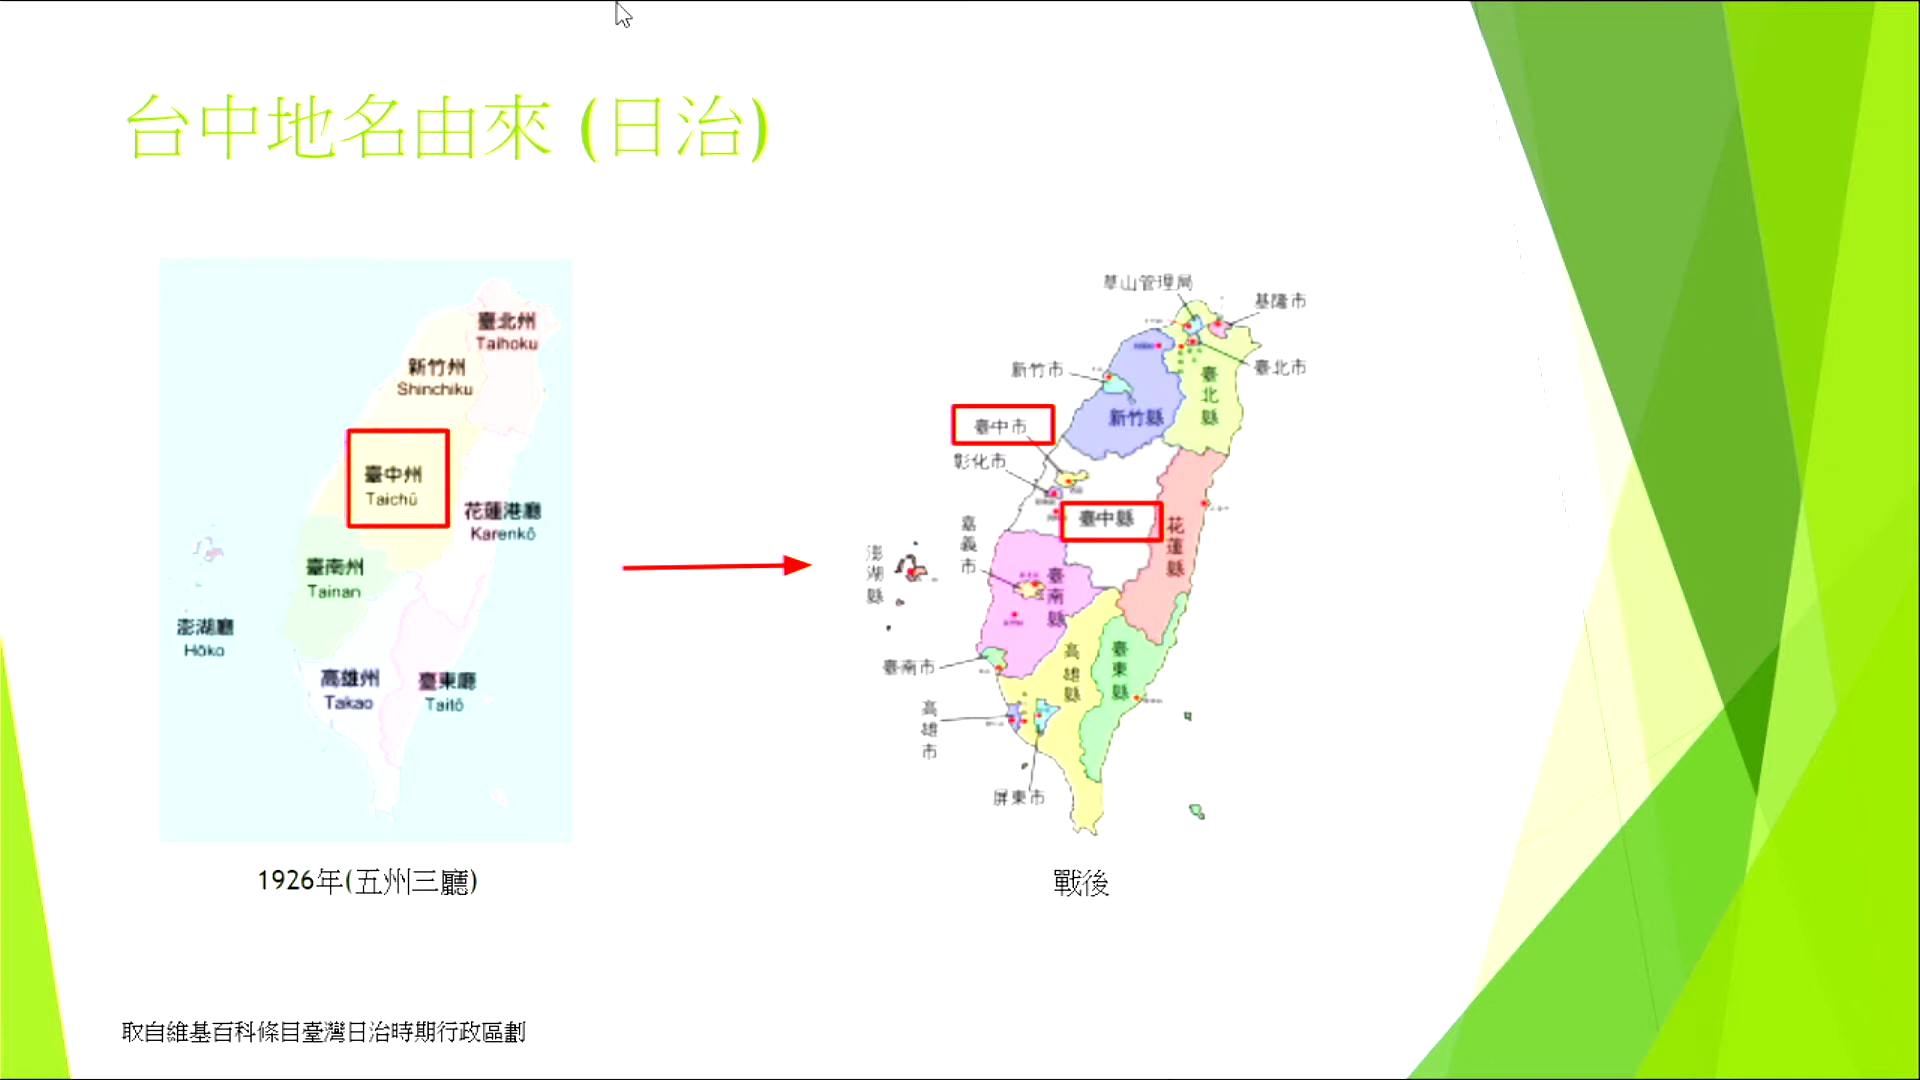 台中地名由來 (日治)
臺北州
Taihoku
新竹州
Shinchiku
臺中州
Taichū
花蓮港廳
Karenkō
臺南州
Tainan
澎湖廳
Hōko
高雄州
Takao
臺東廳
Taitō
1926年(五州三廳)
草山管理局
基隆市
新竹市
臺北市
臺北縣
新竹縣
臺中市
彰化市
臺中縣
花蓮縣
嘉義市
澎湖縣
臺南縣
臺南市
高雄縣
臺東縣
高雄市
屏東市
戰後
取自維基百科條目臺灣日治時期行政區劃